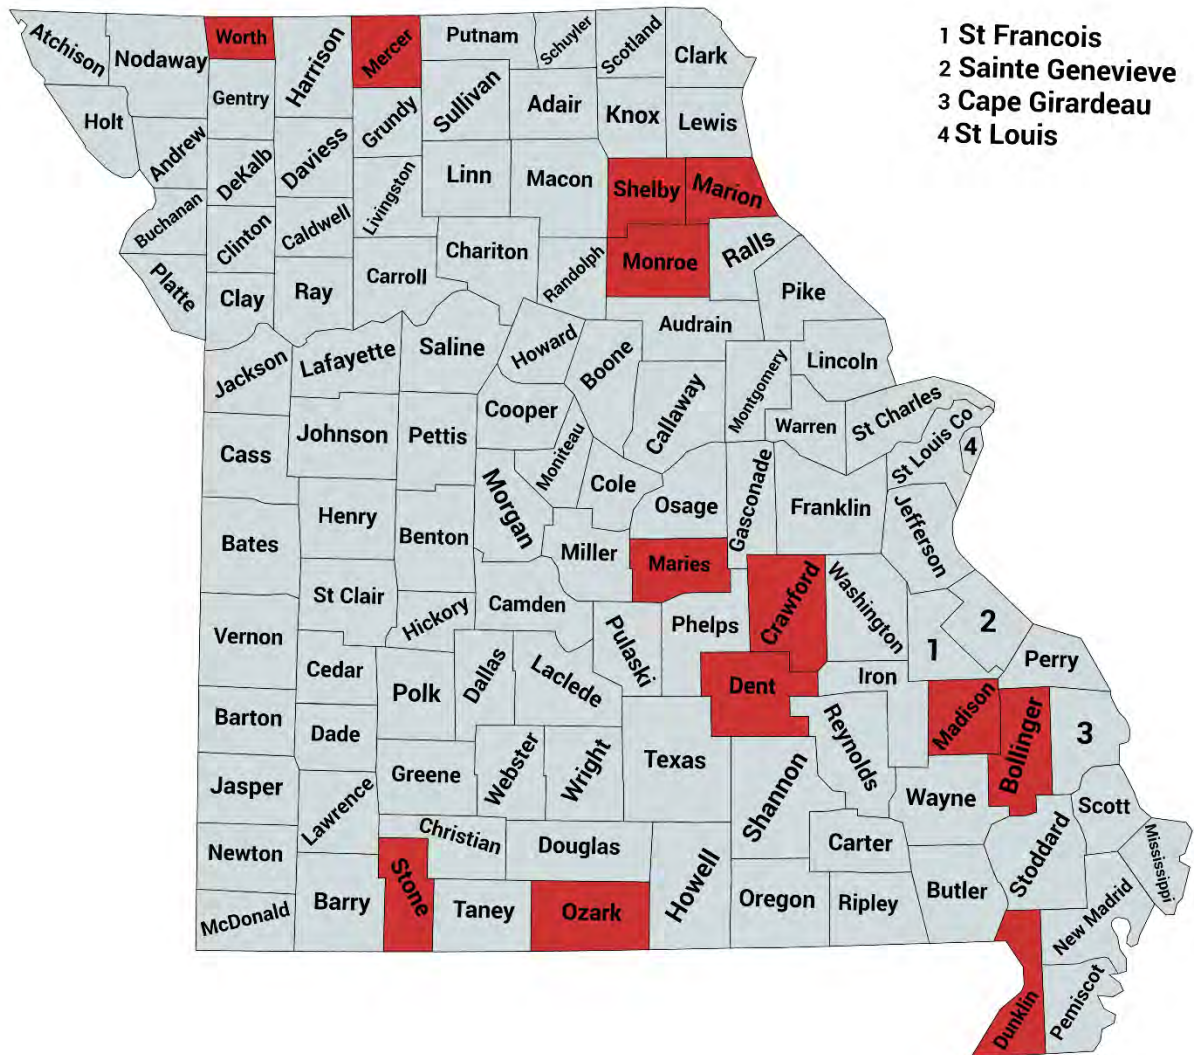 1 St Francois
2 Sainte Genevieve
3 Cape Girardeau
4 St Louis
Atchison
Nodaway
Worth
Harrison
Mercer
Putnam
Schuyler
Scotland
Clark
Holt
Andrew
Gentry
DeKalb
Daviess
Grundy
Sullivan
Adair
Knox
Lewis
Buchanan
Clinton
Caldwell
Livingston
Linn
Macon
Shelby
Marion
Platte
Clay
Ray
Carroll
Chariton
Randolph
Monroe
Ralls
Pike
Audrain
Jackson
Lafayette
Saline
Howard
Boone
Callaway
Montgomery
Lincoln
Warren
St Charles
St Louis Co
4
Cass
Johnson
Pettis
Cooper
Moniteau
Cole
Osage
Gasconade
Franklin
Jefferson
Bates
Henry
Benton
Morgan
Miller
Maries
Crawford
Washington
1
2
Perry
Vernon
St Clair
Hickory
Camden
Pulaski
Phelps
Dent
Iron
Madison
Bollinger
3
Cedar
Polk
Dallas
Laclede
Texas
Reynolds
Barton
Dade
Greene
Webster
Wright
Shannon
Wayne
Scott
Jasper
Lawrence
Christian
Douglas
Howell
Carter
Stoddard
Mississippi
Newton
McDonald
Barry
Stone
Taney
Ozark
Oregon
Ripley
Butler
New Madrid
Dunklin
Pemiscot